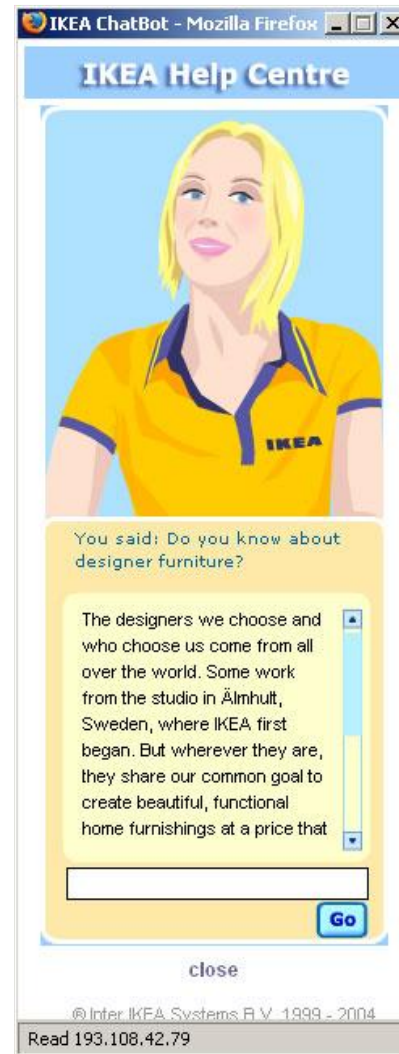 IKEA ChatBot - Mozilla Firefox
IKEA Help Centre
IKEA
You said: Do you know about
designer furniture?
The designers we choose and
who choose us come from all
over the world. Some work
from the studio in Älmhult,
Sweden, where IKEA first
began. But wherever they are,
they share our common goal to
create beautiful, functional
home furnishings at a price that
Go
close
© Inter IKEA Systems B.V. 1999 - 2004
Read 193.108.42.79